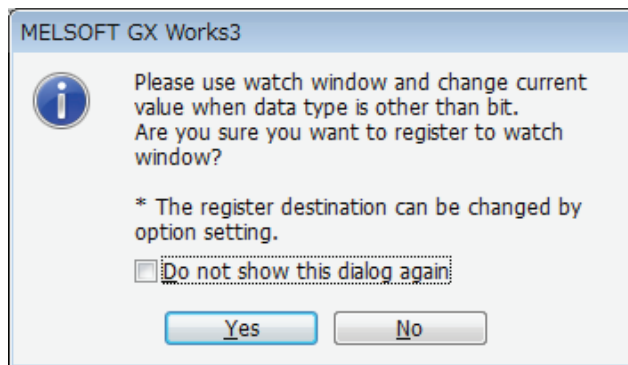 MELSOFT GX Works3
Please use watch window and change current
value when data type is other than bit.
Are you sure you want to register to watch
window?
* The register destination can be changed by
option setting.
Do not show this dialog again
Yes
No